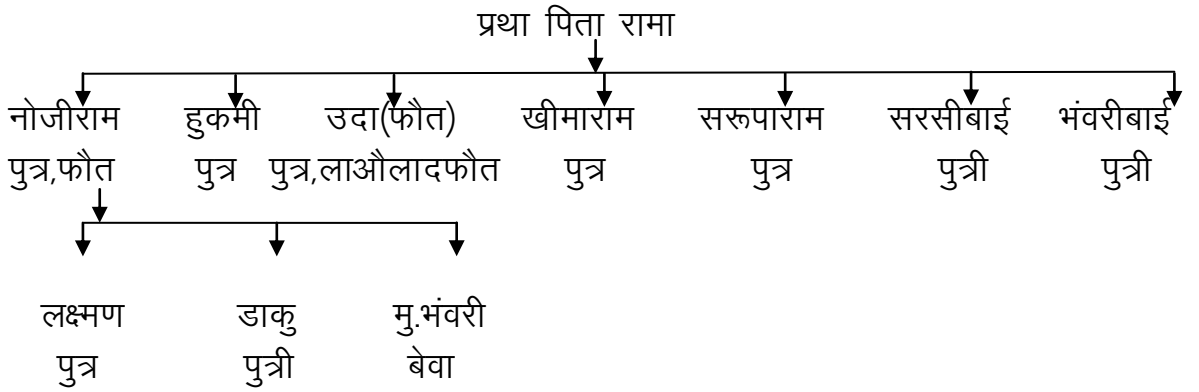 प्रथा पिता रामा
नोजीराम हुकमी उदा(फौत) खीमाराम सरूपाराम सरसीबाई भंवरीबाई
पुत्र,फौत पुत्र पुत्र,लाऔलादफौत पुत्र पुत्र पुत्री पुत्री
लक्ष्मण डाकु मु.भंवरी
पुत्र पुत्री बेवा